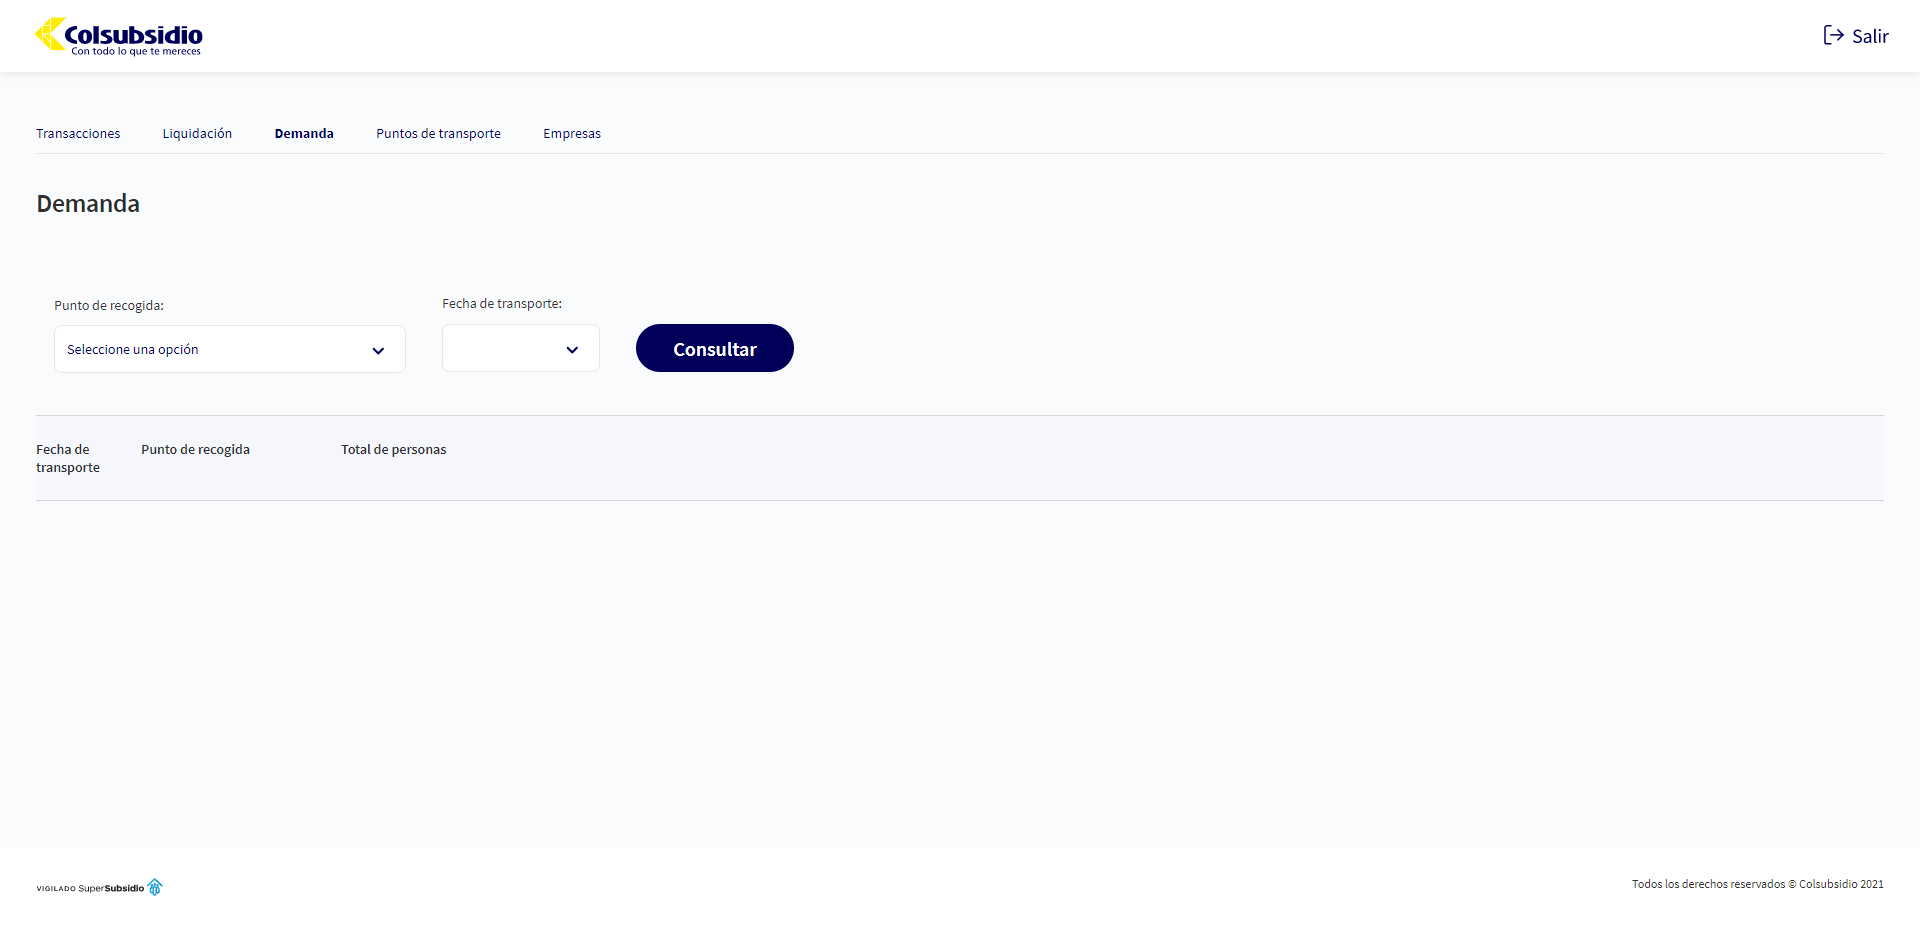 Colsubsidio
Con todo lo que te mereces
Salir
Transacciones
Liquidación
Demanda
Puntos de transporte
Empresas
Demanda
Punto de recogida:
Fecha de transporte:
Seleccione una opción
Consultar
Fecha de
transporte
Punto de recogida
Total de personas
VIGILADO SuperSubsidio
Todos los derechos reservados © Colsubsidio 2021